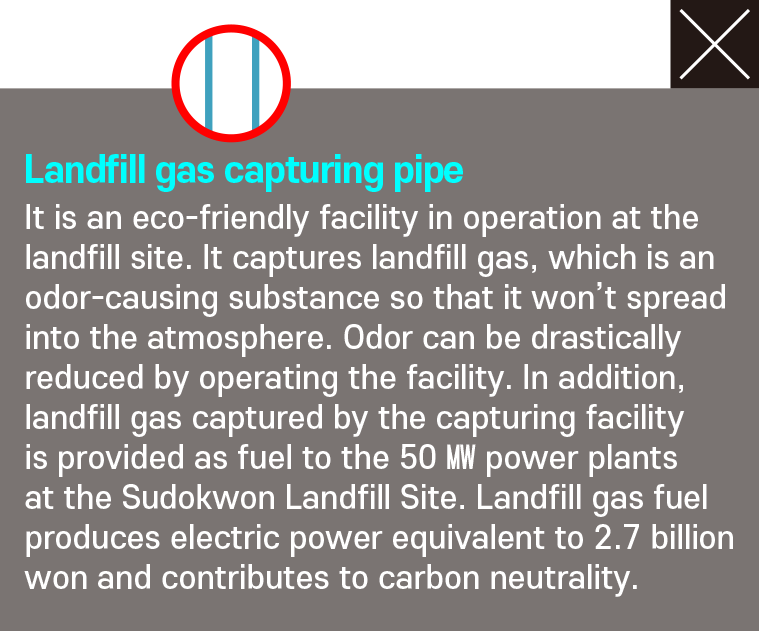 Landfill gas capturing pipe
It is an eco-friendly facility in operation at the
landfill site. It captures landfill gas, which is an
odor-causing substance so that it won’t spread
into the atmosphere. Odor can be drastically
reduced by operating the facility. In addition,
landfill gas captured by the capturing facility
is provided as fuel to the 50 ㎿ power plants
at the Sudokwon Landfill Site. Landfill gas fuel
produces electric power equivalent to 2.7 billion
won and contributes to carbon neutrality.